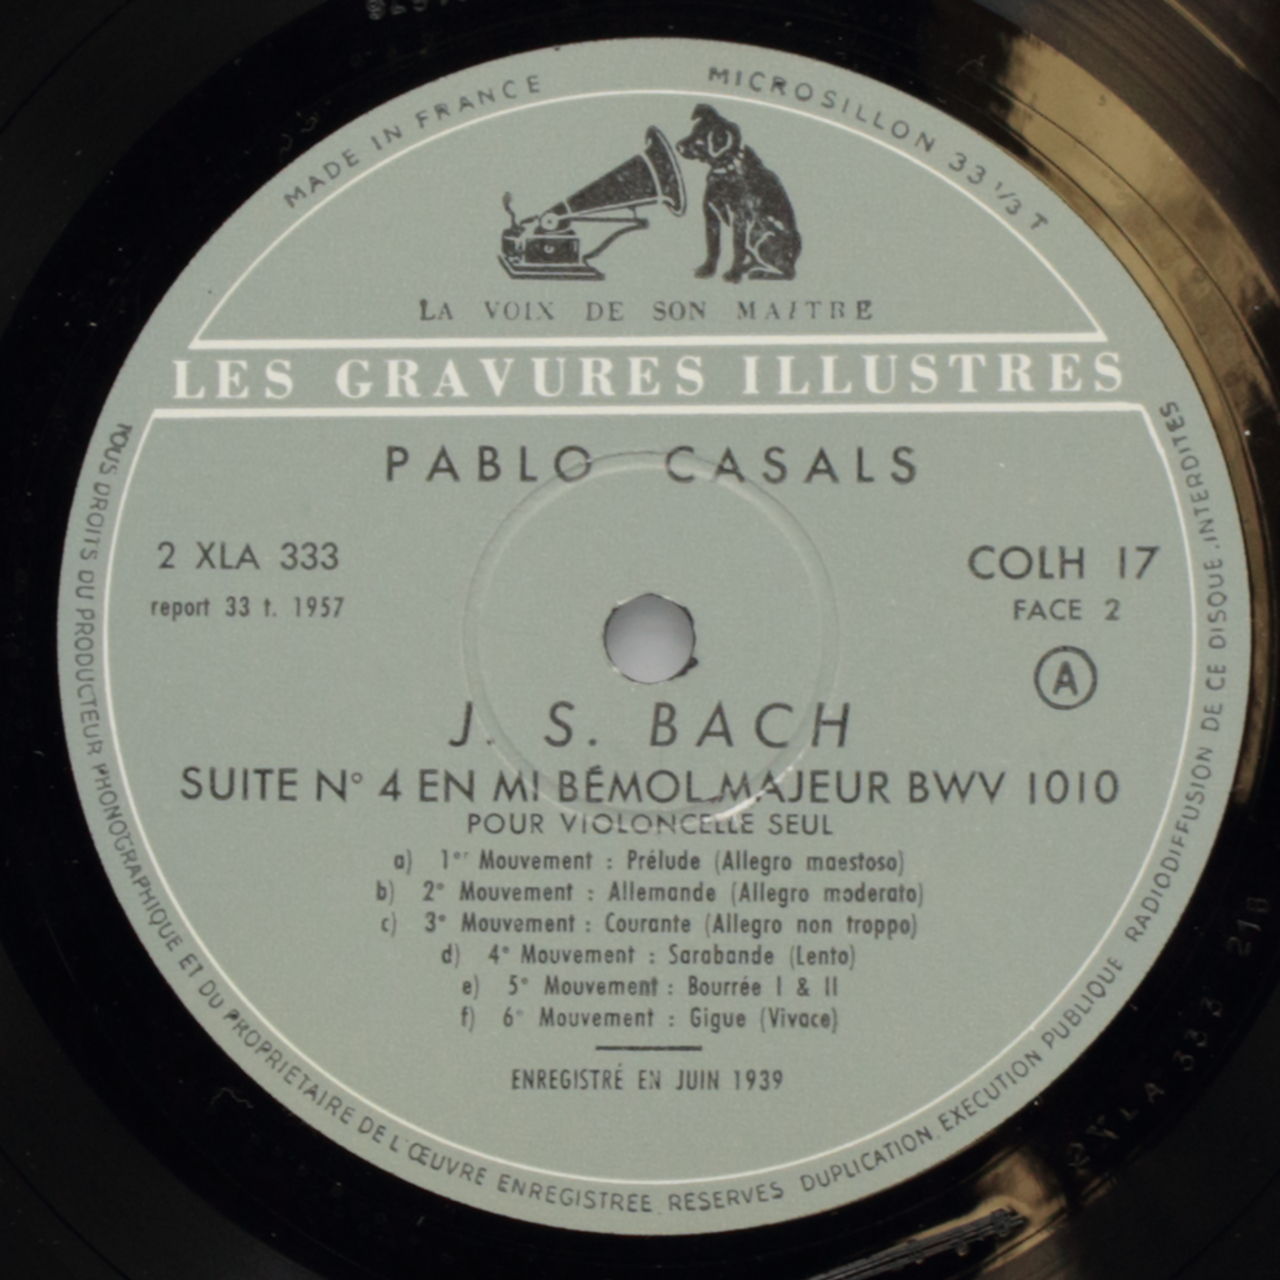 MADE IN FRANCE
MICROSILLON 33 1/3 T
LA VOIX DE SON MAITRE
LES GRAVURES ILLUSTRES
PABLO CASALS
2 XLA 333
report 33 t. 1957
COLH 17
FACE 2
A
J. S. BACH
SUITE N° 4 EN MI BÉMOL MAJEUR BWV 1010
POUR VIOLONCELLE SEUL
a) 1er Mouvement : Prélude (Allegro maestoso)
b) 2e Mouvement : Allemande (Allegro moderato)
c) 3e Mouvement : Courante (Allegro non troppo)
d) 4e Mouvement : Sarabande (Lento)
e) 5e Mouvement : Bourrée I & II
f) 6e Mouvement : Gigue (Vivace)
ENREGISTRÉ EN JUIN 1939
TOUS DROITS DU PRODUCTEUR PHONOGRAPHIQUE ET DU PROPRIETAIRE DE L'ŒUVRE ENREGISTREE RESERVES DUPLICATION EXECUTION PUBLIQUE RADIODIFFUSION DE CE DISQUE INTERDITES
2 XLA 333 21B